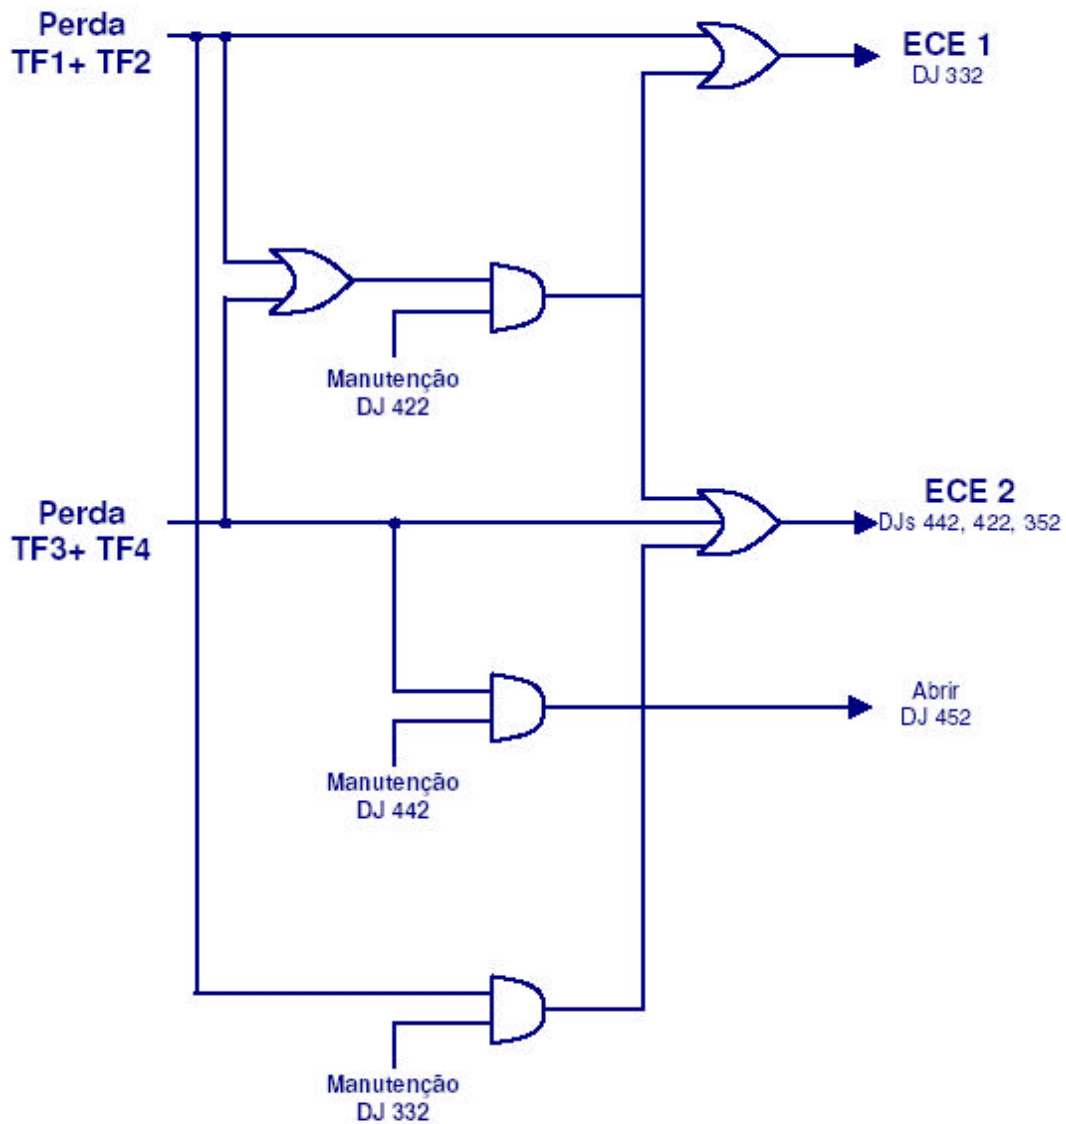 Perda
TF1+ TF2
ECE 1
DJ 332
Manutenção
DJ 422
Perda
TF3+ TF4
ECE 2
DJs 442, 422, 352
Abrir
DJ 452
Manutenção
DJ 442
Manutenção
DJ 332